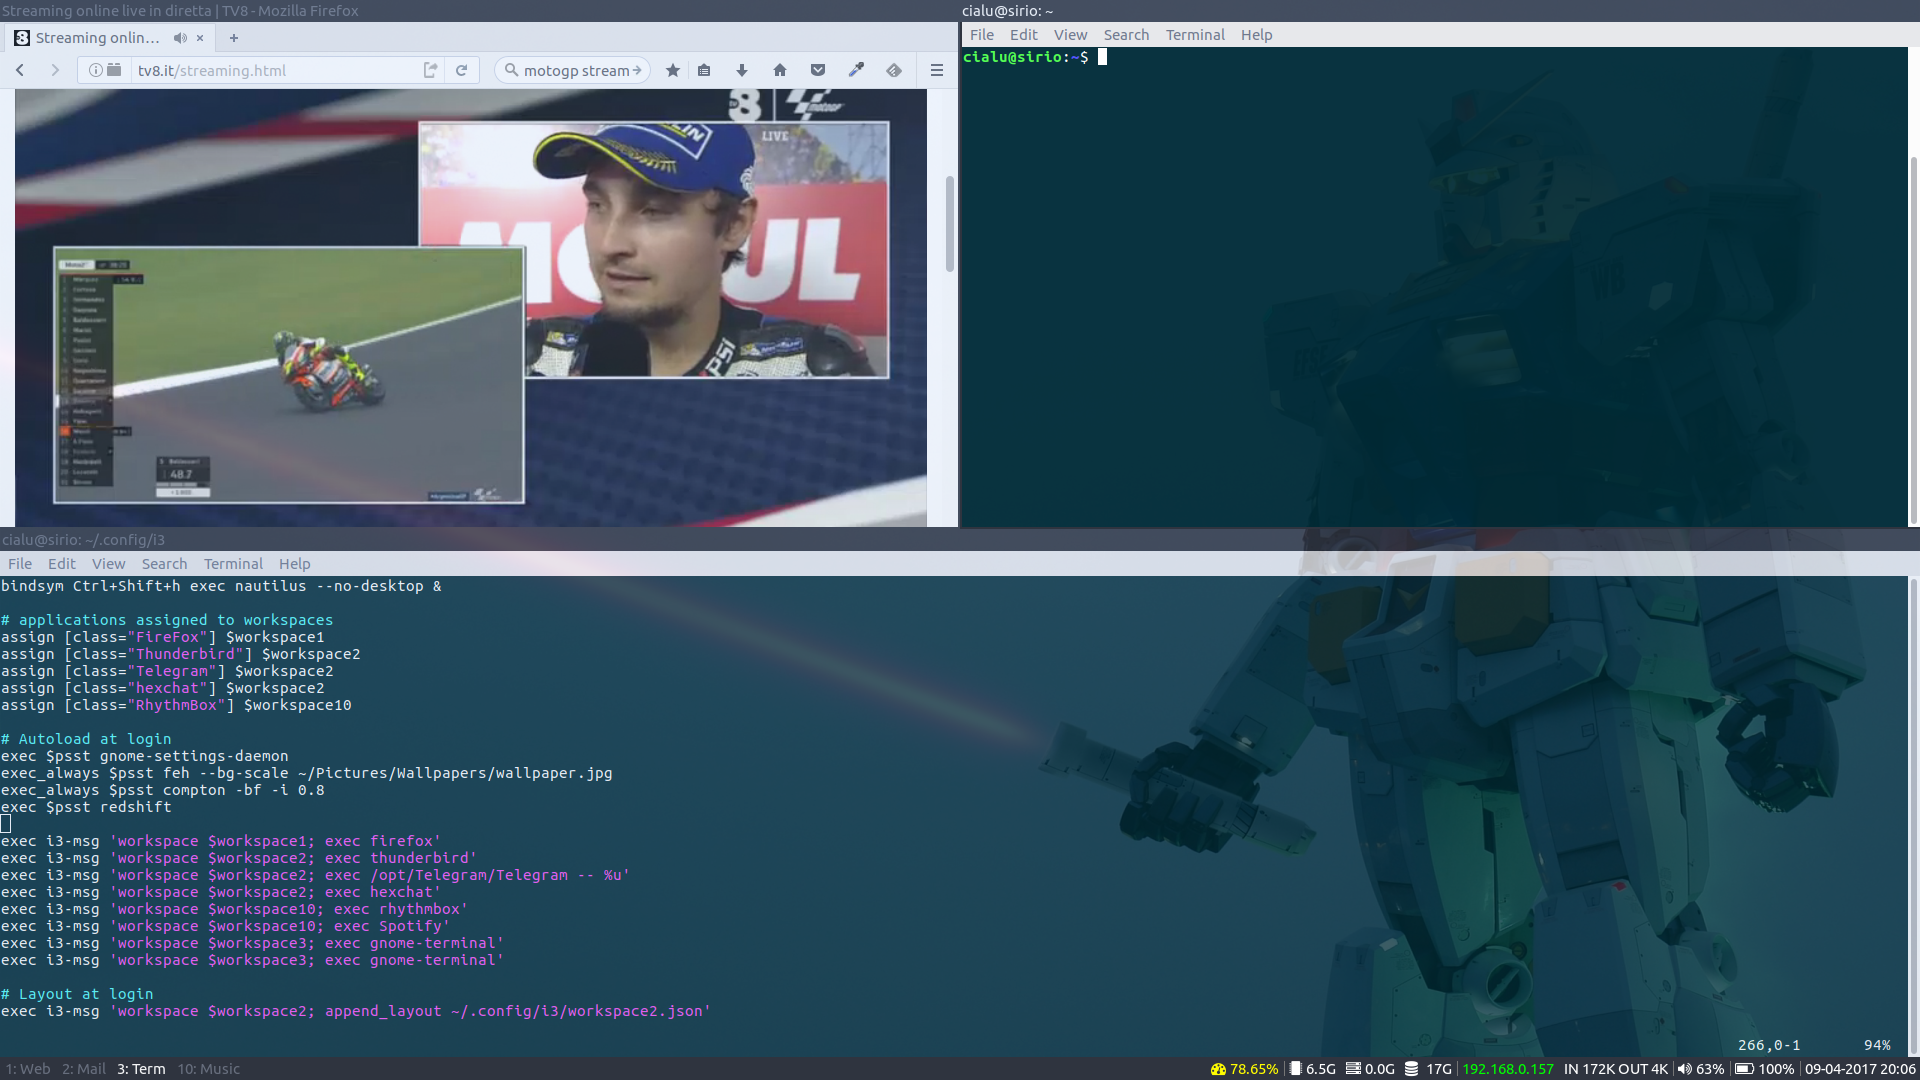 Streaming online live in diretta | TV8 - Mozilla Firefox
Streaming onlin...
tv8.it/streaming.html
motogp stream
8
motoGP
LIVE
MOTUL
PSI
Moto2
Baldassarri
48.7
cialu@sirio: ~
File Edit View Search Terminal Help
cialu@sirio:~$
WB
EFSF
cialu@sirio: ~/.config/i3
File Edit View Search Terminal Help
bindsym Ctrl+Shift+h exec nautilus --no-desktop &
# applications assigned to workspaces
assign [class="FireFox"] $workspace1
assign [class="Thunderbird"] $workspace2
assign [class="Telegram"] $workspace2
assign [class="hexchat"] $workspace2
assign [class="RhythmBox"] $workspace10
# Autoload at login
exec $psst gnome-settings-daemon
exec_always $psst feh --bg-scale ~/Pictures/Wallpapers/wallpaper.jpg
exec_always $psst compton -bf -i 0.8
exec $psst redshift
exec i3-msg 'workspace $workspace1; exec firefox'
exec i3-msg 'workspace $workspace2; exec thunderbird'
exec i3-msg 'workspace $workspace2; exec /opt/Telegram/Telegram -- %u'
exec i3-msg 'workspace $workspace2; exec hexchat'
exec i3-msg 'workspace $workspace10; exec rhythmbox'
exec i3-msg 'workspace $workspace10; exec Spotify'
exec i3-msg 'workspace $workspace3; exec gnome-terminal'
exec i3-msg 'workspace $workspace3; exec gnome-terminal'
# Layout at login
exec i3-msg 'workspace $workspace2; append_layout ~/.config/i3/workspace2.json'
266,0-1 94%
1: Web 2: Mail 3: Term 10: Music
78.65% 6.5G 0.0G 17G 192.168.0.157 IN 172K OUT 4K 63% 100% 09-04-2017 20:06